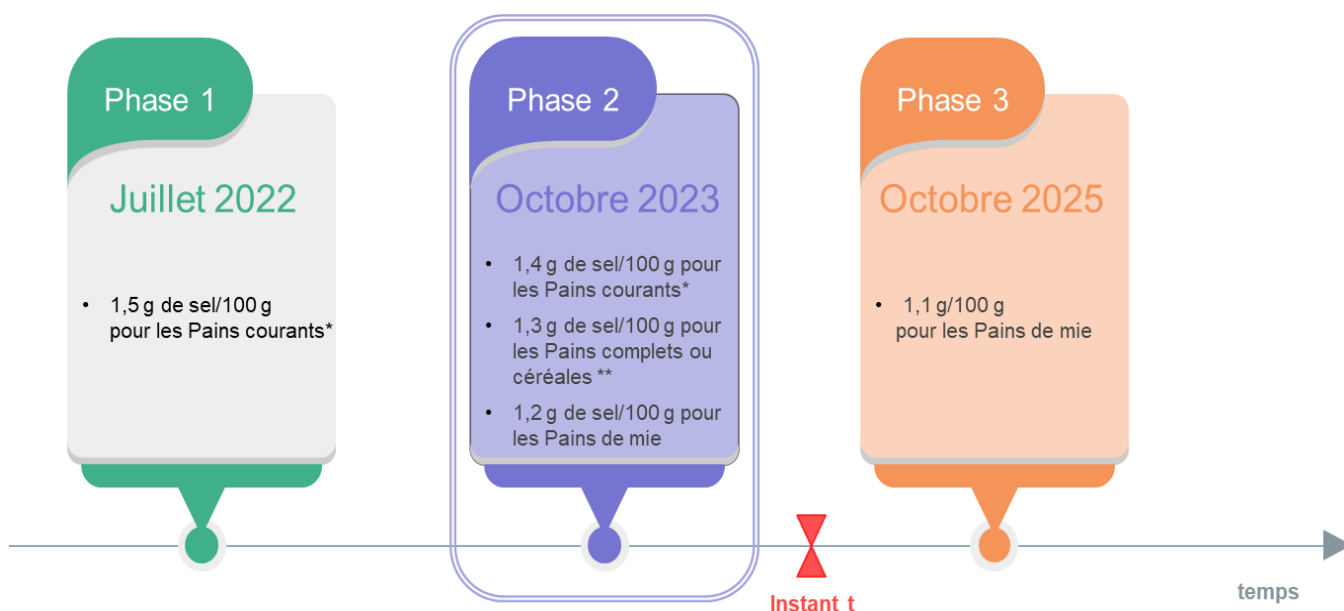 Phase 1
Juillet 2022
• 1,5 g de sel/100 g
pour les Pains courants*
Phase 2
Octobre 2023
• 1,4 g de sel/100 g pour
les Pains courants*
• 1,3 g de sel/100 g pour
les Pains complets ou
céréales **
• 1,2 g de sel/100 g pour
les Pains de mie
Phase 3
Octobre 2025
• 1,1 g/100 g
pour les Pains de mie
Instant t
temps